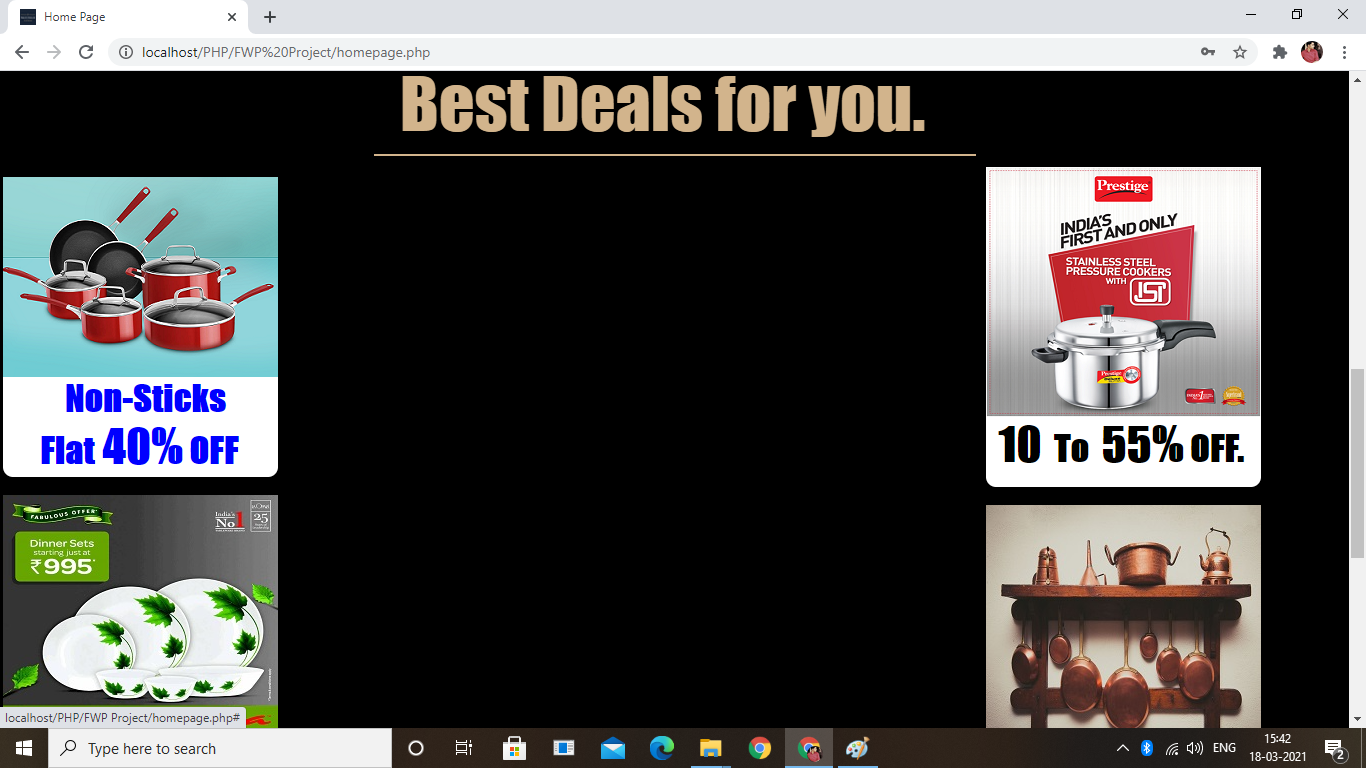 Home Page
localhost/PHP/FWP%20Project/homepage.php
Best Deals for you.
Non-Sticks
Flat 40% OFF
Prestige
INDIA'S
FIRST AND ONLY
STAINLESS STEEL
PRESSURE COOKERS
WITH ISI
Prestige
10 To 55% OFF.
FABULOUS OFFER
India's
No1
25
Dinner Sets
starting just at
₹995*
localhost/PHP/FWP Project/homepage.php#
Type here to search
ENG
15:42
18-03-2021
2